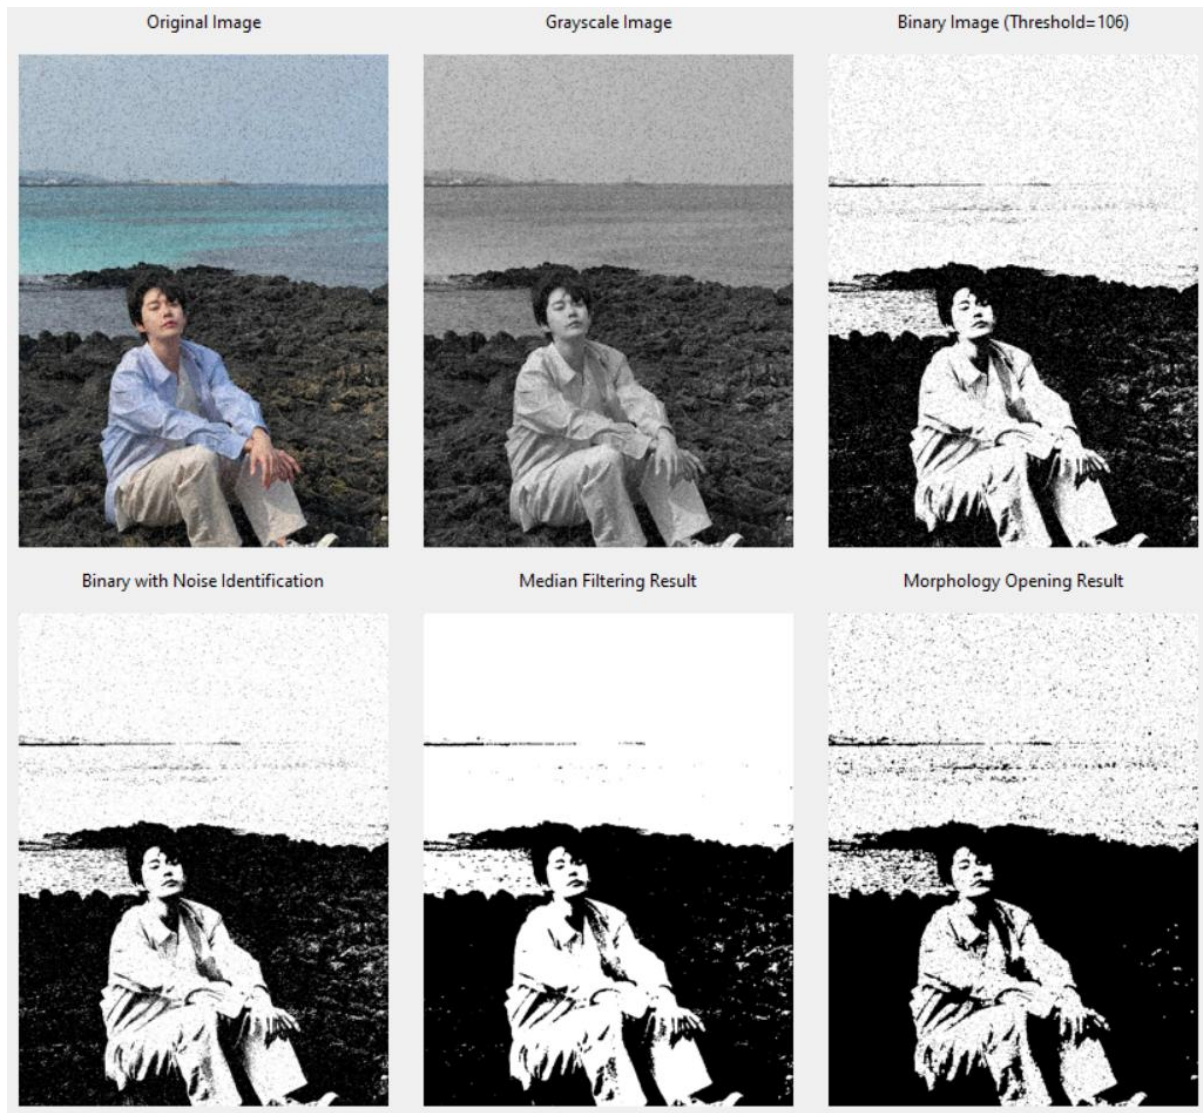 Original Image
Grayscale Image
Binary Image (Threshold=106)
Binary with Noise Identification
Median Filtering Result
Morphology Opening Result